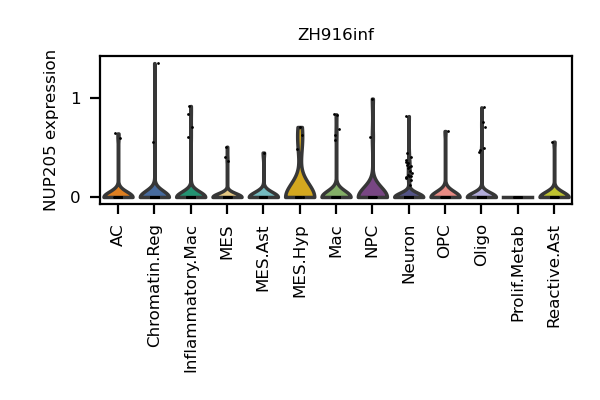 ZH916inf
NUP205 expression
1
0
AC
Chromatin.Reg
Inflammatory.Mac
MES
MES.Ast
MES.Hyp
Mac
NPC
Neuron
OPC
Oligo
Prolif.Metab
Reactive.Ast